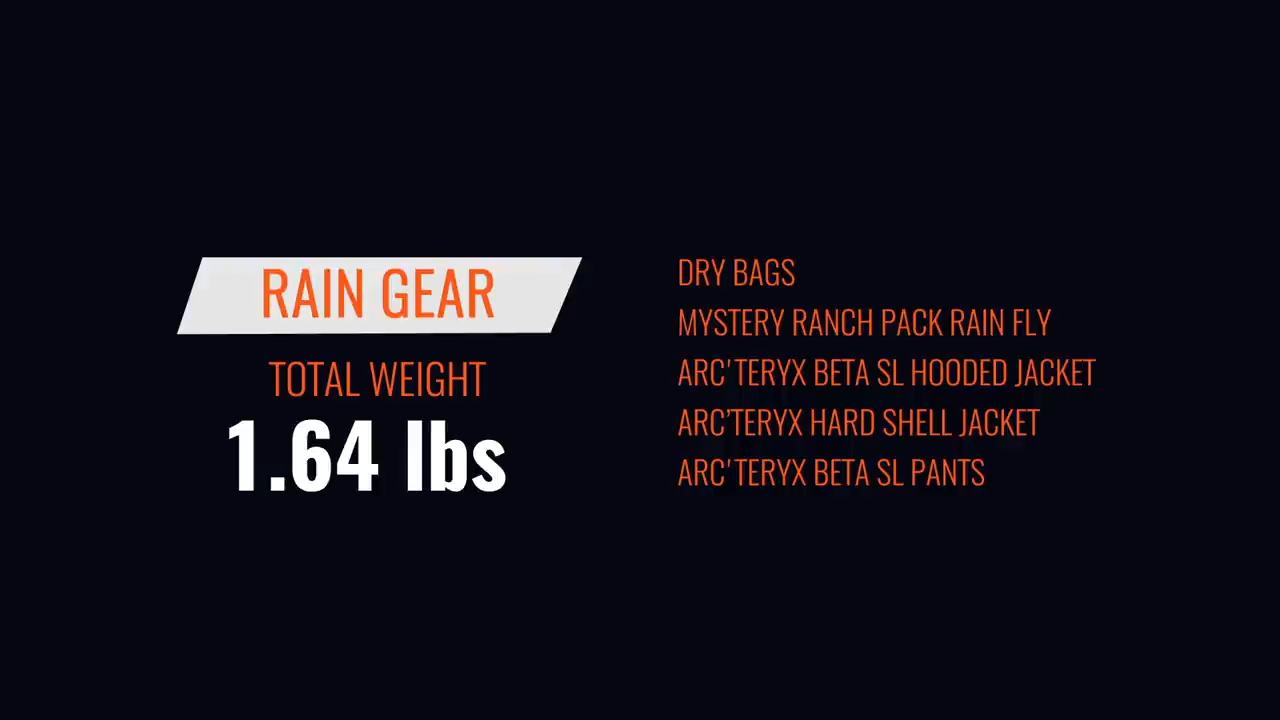 RAIN GEAR
TOTAL WEIGHT
1.64 lbs
DRY BAGS
MYSTERY RANCH PACK RAIN FLY
ARC'TERYX BETA SL HOODED JACKET
ARC’TERYX HARD SHELL JACKET
ARC'TERYX BETA SL PANTS